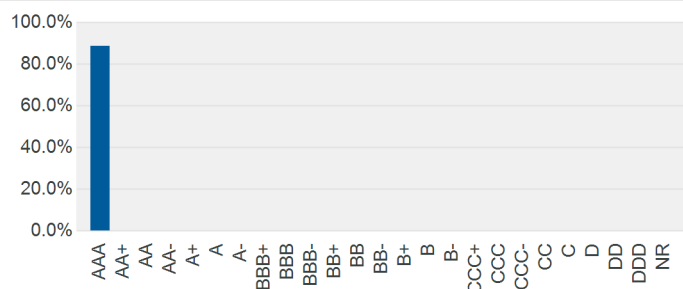 100.0%
80.0%
60.0%
40.0%
20.0%
0.0%
AAA
AA+
AA
AA-
A+
A
A-
BBB+
BBB
BBB-
BB+
BB
BB-
B+
B
B-
CCC+
CCC
CCC-
CC
C
D
DD
DDD
NR